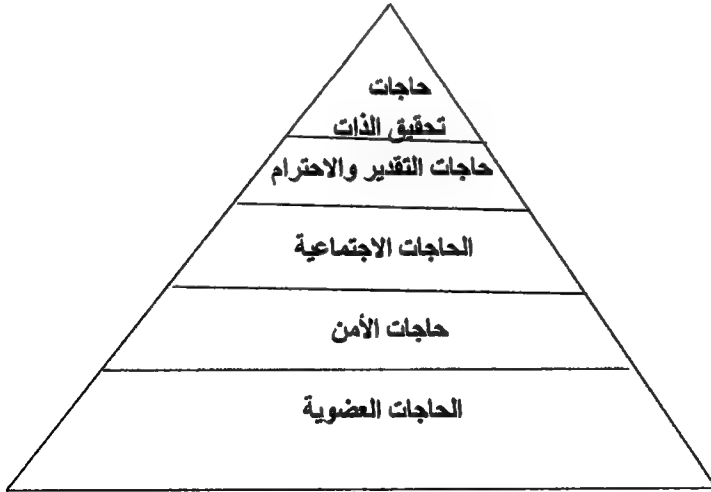 حاجات
تحقيق الذات
حاجات التقدير والاحترام
الحاجات الاجتماعية
حاجات الأمن
الحاجات العضوية